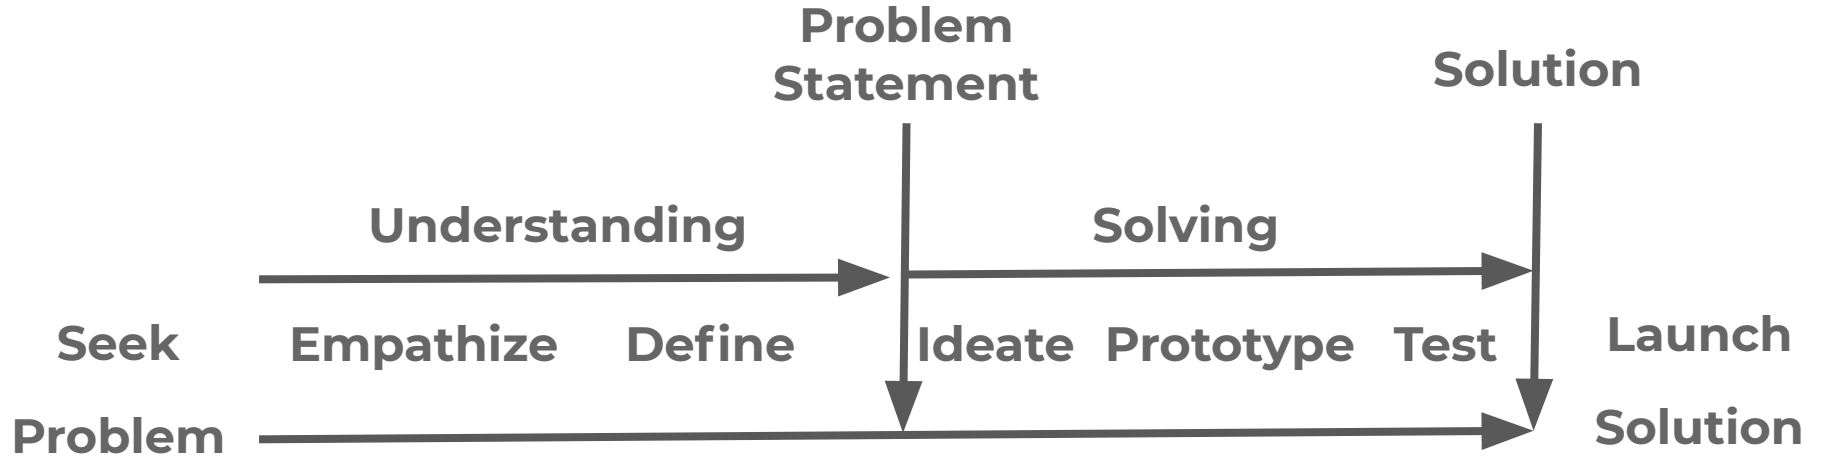 Problem
Statement
Solution
Understanding
Solving
Seek
Problem
Empathize
Define
Ideate
Prototype
Test
Launch
Solution